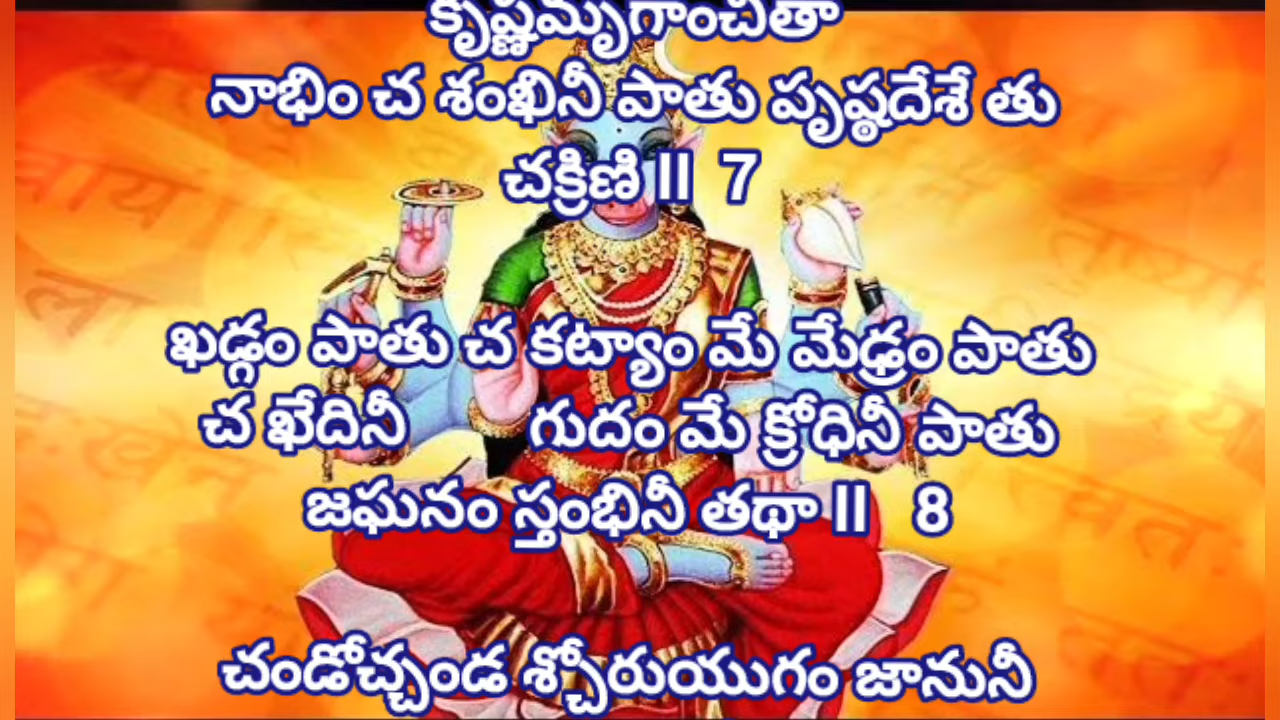 కృష్ణమృగాంచితా
నాభిం చ శంఖినీ పాతు పృష్ఠదేశే తు
చక్రిణి || 7
ఖడ్గం పాతు చ కట్యాం మే మేఢ్రం పాతు
చ ఖేదినీ గుదం మే క్రోధినీ పాతు
జఘనం స్తంభినీ తథా || 8
చండోచ్చండ శ్చోరుయుగం జానునీ